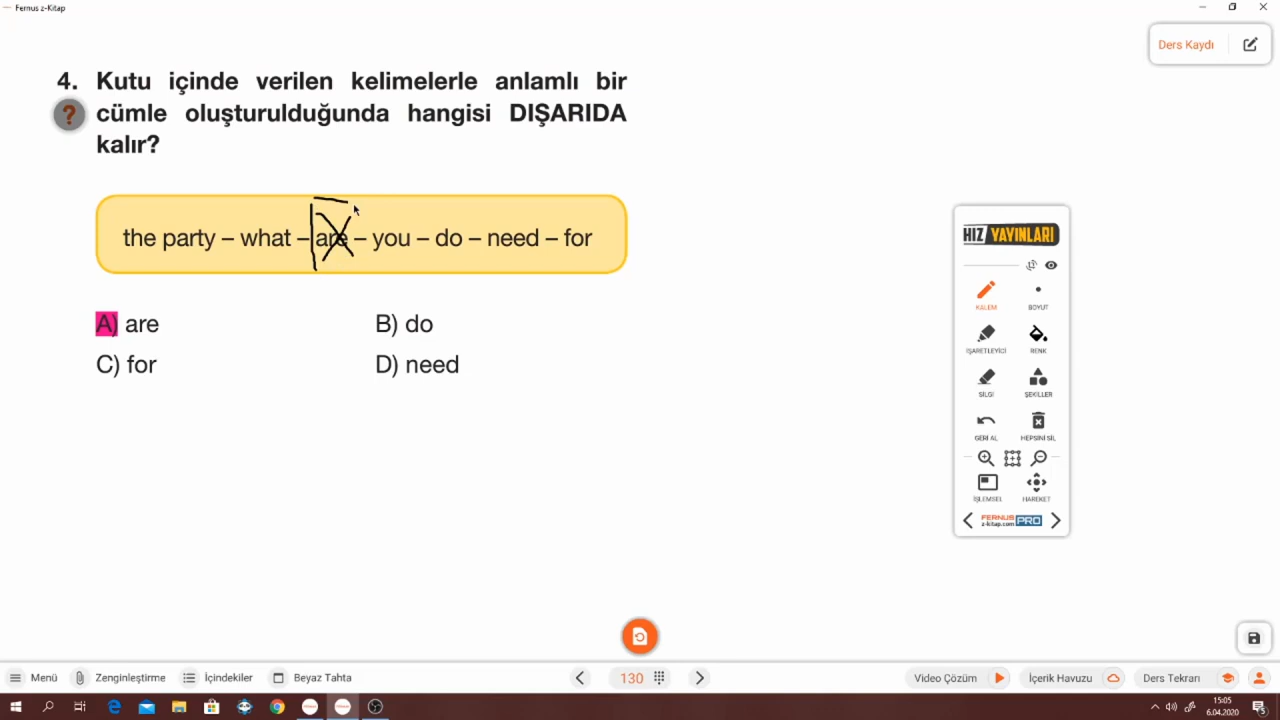 Fernus z-Kitap
Ders Kaydı
4. Kutu içinde verilen kelimelerle anlamlı bir
? cümle oluşturulduğunda hangisi DIŞARIDA
kalır?
the party – what – are – you – do – need – for
A) are
B) do
C) for
D) need
HIZ YAYINLARI
KALEM
BOYUT
İŞARETLEYİCİ
RENK
SİLGİ
ŞEKİLLER
GERİ AL
HEPSİNİ SİL
İŞLEMSEL
HAREKET
FERNUS
z-kitap.com PRO
Menü
Zenginleştirme
İçindekiler
Beyaz Tahta
130
Video Çözüm
İçerik Havuzu
Ders Tekrarı
15:05
6.04.2020